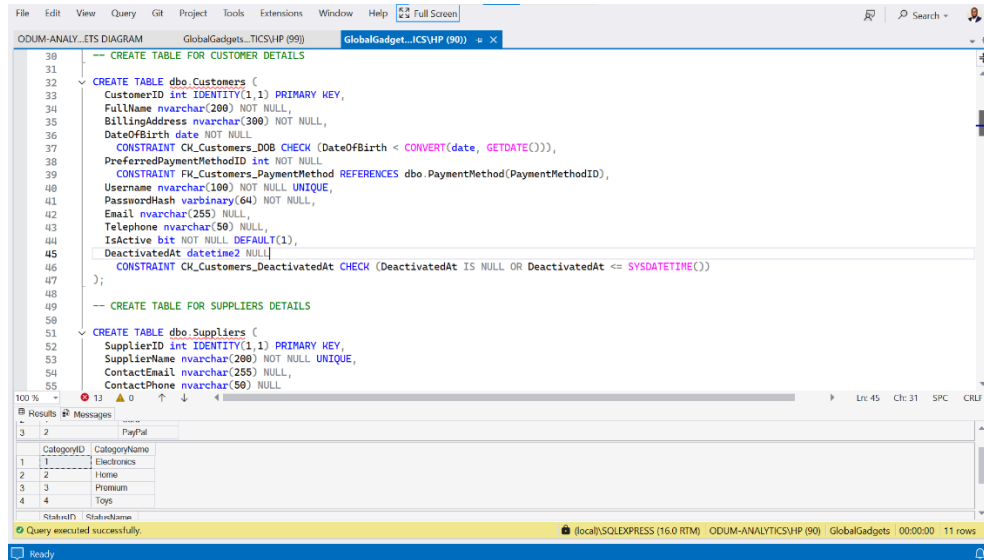 File Edit View Query Git Project Tools Extensions Window Help Full Screen Search -
ODUM-ANALY...ETS DIAGRAM GlobalGadgets...TICS\HP (99)) GlobalGadget...ICS\HP (90))
30 -- CREATE TABLE FOR CUSTOMER DETAILS
31
32 CREATE TABLE dbo.Customers (
33 CustomerID int IDENTITY(1,1) PRIMARY KEY,
34 FullName nvarchar(200) NOT NULL,
35 BillingAddress nvarchar(300) NOT NULL,
36 DateOfBirth date NOT NULL
37 CONSTRAINT CK_Customers_DOB CHECK (DateOfBirth < CONVERT(date, GETDATE())),
38 PreferredPaymentMethodID int NOT NULL
39 CONSTRAINT FK_Customers_PaymentMethod REFERENCES dbo.PaymentMethod(PaymentMethodID),
40 Username nvarchar(100) NOT NULL UNIQUE,
41 PasswordHash varbinary(64) NOT NULL,
42 Email nvarchar(255) NULL,
43 Telephone nvarchar(50) NULL,
44 IsActive bit NOT NULL DEFAULT(1),
45 DeactivatedAt datetime2 NULL
46 CONSTRAINT CK_Customers_DeactivatedAt CHECK (DeactivatedAt IS NULL OR DeactivatedAt <= SYSDATETIME())
47 );
48
49 -- CREATE TABLE FOR SUPPLIERS DETAILS
50
51 CREATE TABLE dbo.Suppliers (
52 SupplierID int IDENTITY(1,1) PRIMARY KEY,
53 SupplierName nvarchar(200) NOT NULL UNIQUE,
54 ContactEmail nvarchar(255) NULL,
55 ContactPhone nvarchar(50) NULL
100 % 13 0 Ln: 45 Ch: 31 SPC CRLF
Results Messages
3 2 PayPal
CategoryID CategoryName
1 1 Electronics
2 2 Home
3 3 Premium
4 4 Toys
StatusID StatusName
Query executed successfully. (local)\SQLEXPRESS (16.0 RTM) ODUM-ANALYTICS\HP (90) GlobalGadgets 00:00:00 11 rows
Ready